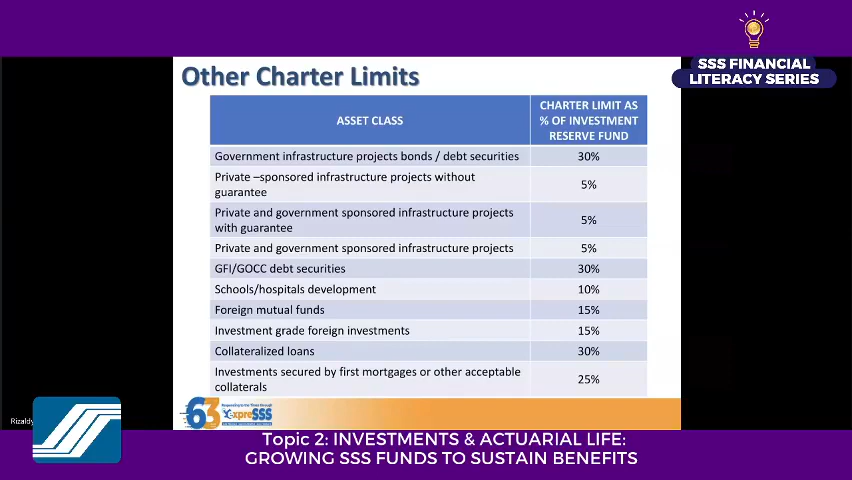 SSS FINANCIAL
LITERACY SERIES
Other Charter Limits
ASSET CLASS
CHARTER LIMIT AS
% OF INVESTMENT
RESERVE FUND
Government infrastructure projects bonds / debt securities 30%
Private –sponsored infrastructure projects without
guarantee 5%
Private and government sponsored infrastructure projects
with guarantee 5%
Private and government sponsored infrastructure projects 5%
GFI/GOCC debt securities 30%
Schools/hospitals development 10%
Foreign mutual funds 15%
Investment grade foreign investments 15%
Collateralized loans 30%
Investments secured by first mortgages or other acceptable
collaterals 25%
63
ExpreSSS
Rizaldy
Topic 2: INVESTMENTS & ACTUARIAL LIFE:
GROWING SSS FUNDS TO SUSTAIN BENEFITS